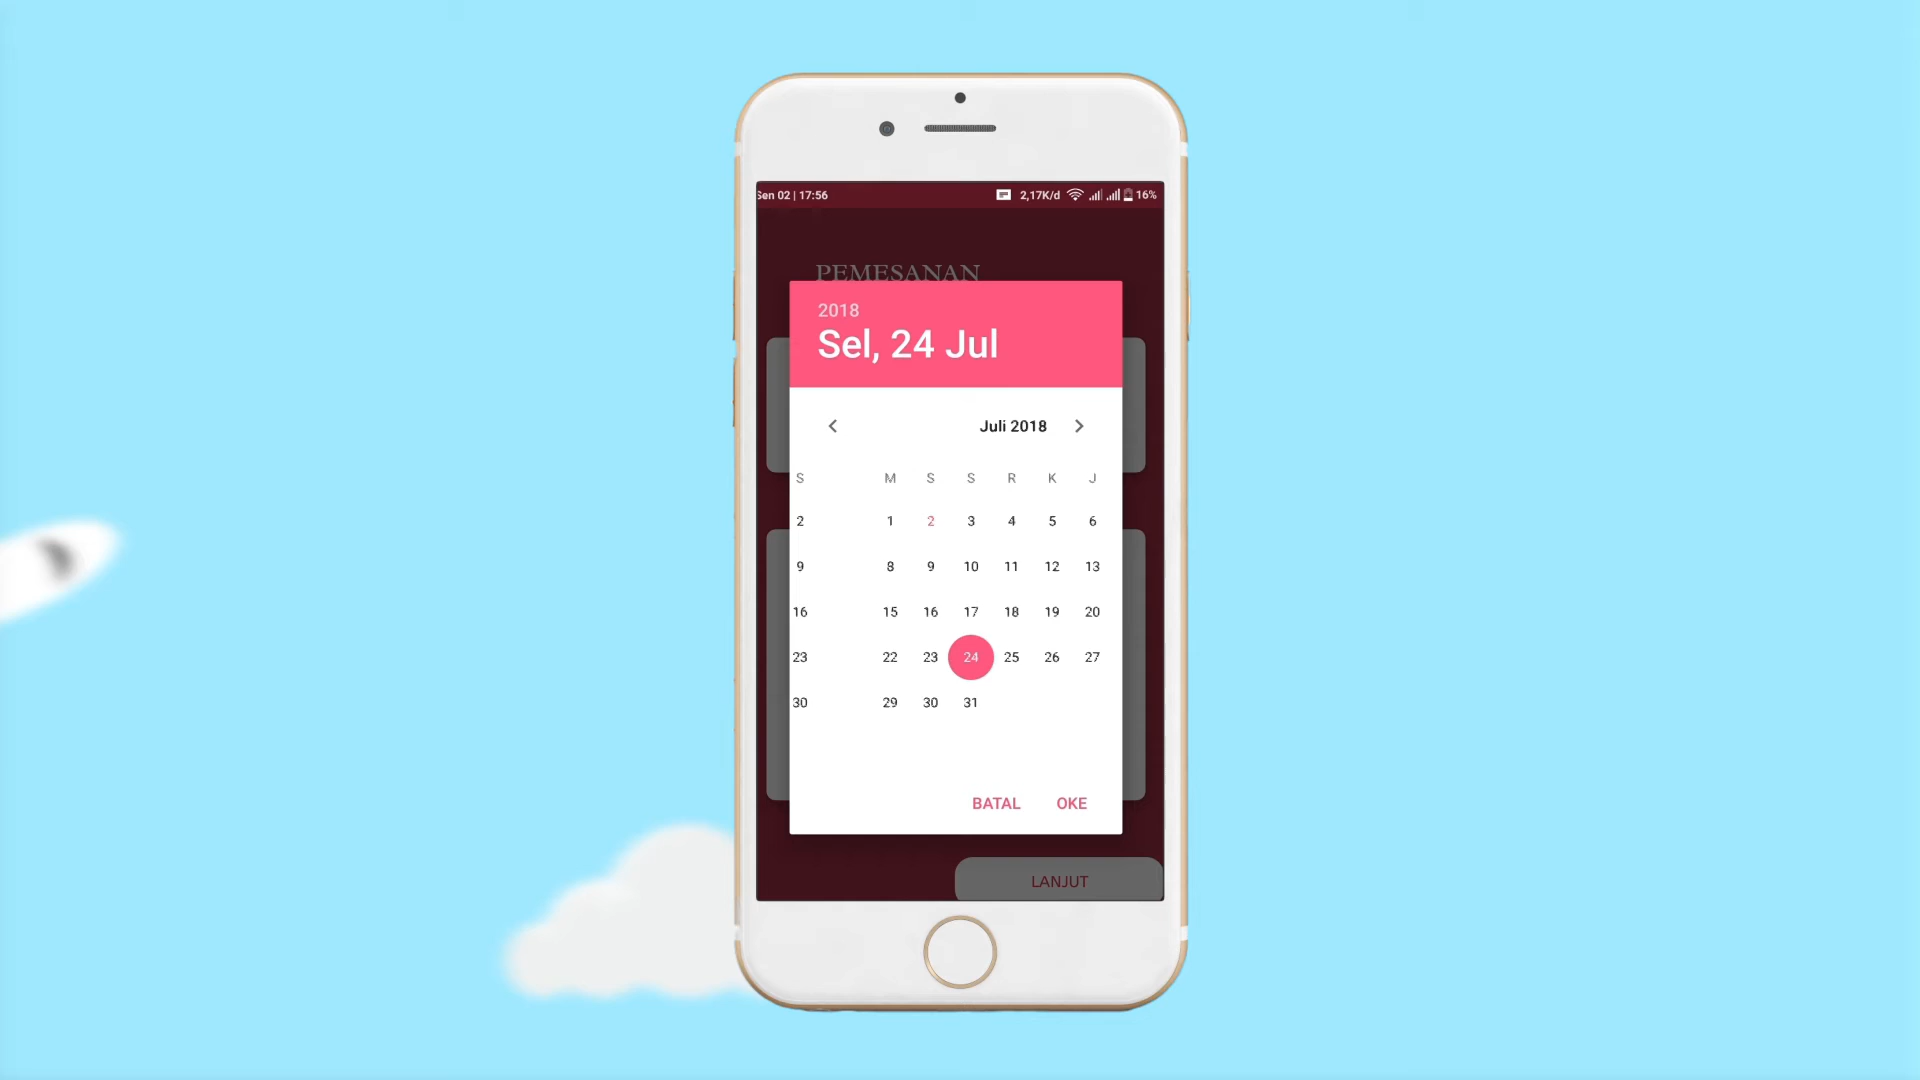 Sen 02 | 17:56 2,17K/d 16%
PEMESANAN
2018
Sel, 24 Jul
Juli 2018
S M S S R K J
2 1 2 3 4 5 6
9 8 9 10 11 12 13
16 15 16 17 18 19 20
23 22 23 24 25 26 27
30 29 30 31
BATAL OKE
LANJUT